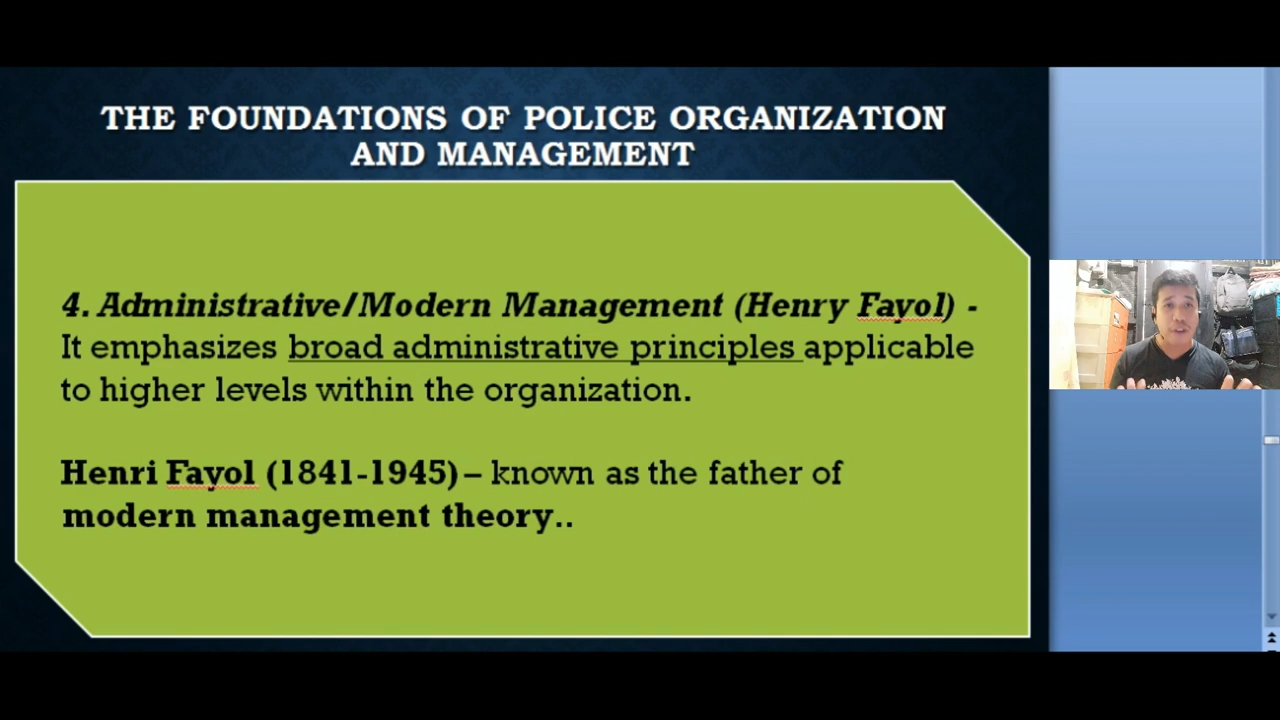 THE FOUNDATIONS OF POLICE ORGANIZATION
AND MANAGEMENT
4. Administrative/Modern Management (Henry Fayol) -
It emphasizes broad administrative principles applicable
to higher levels within the organization.
Henri Fayol (1841-1945) – known as the father of
modern management theory..